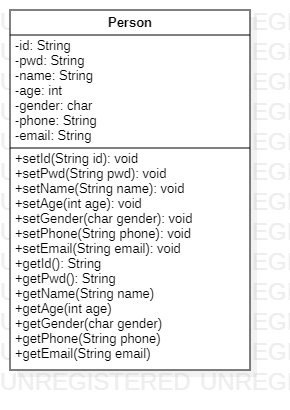 Person
-id: String
-pwd: String
-name: String
-age: int
-gender: char
-phone: String
-email: String
+setId(String id): void
+setPwd(String pwd): void
+setName(String name): void
+setAge(int age): void
+setGender(char gender): void
+setPhone(String phone): void
+setEmail(String email): void
+getId(): String
+getPwd(): String
+getName(String name)
+getAge(int age)
+getGender(char gender)
+getPhone(String phone)
+getEmail(String email)
UNREGISTERED UNREG